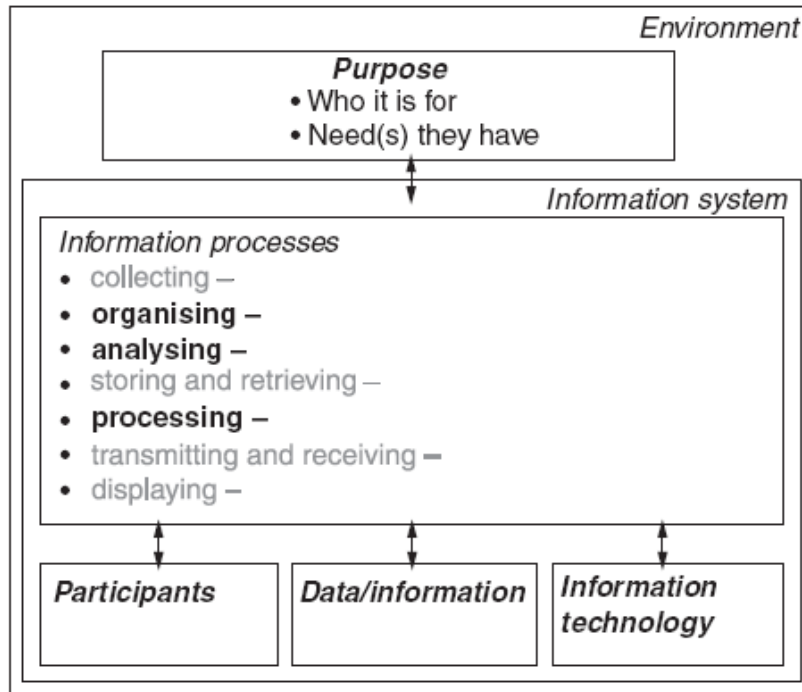 Environment
Purpose
• Who it is for
• Need(s) they have
Information system
Information processes
• collecting –
• organising –
• analysing –
• storing and retrieving –
• processing –
• transmitting and receiving –
• displaying –
Participants
Data/information
Information
technology